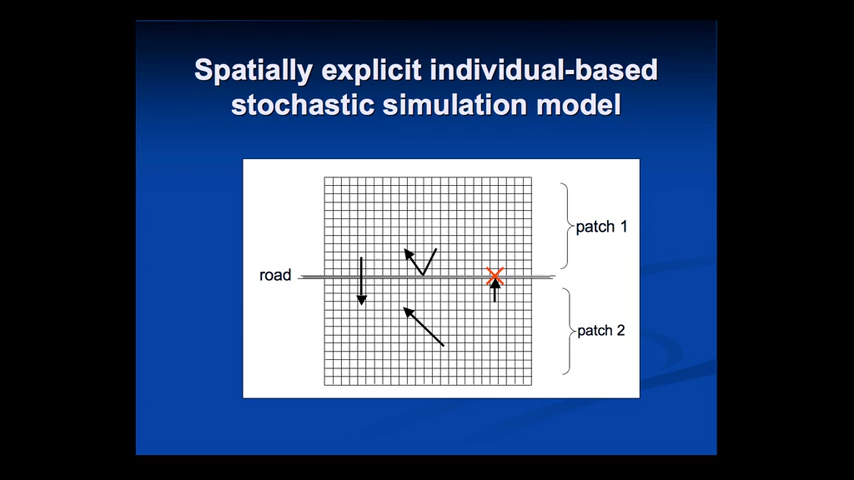 Spatially explicit individual-based
stochastic simulation model
patch 1
road
patch 2